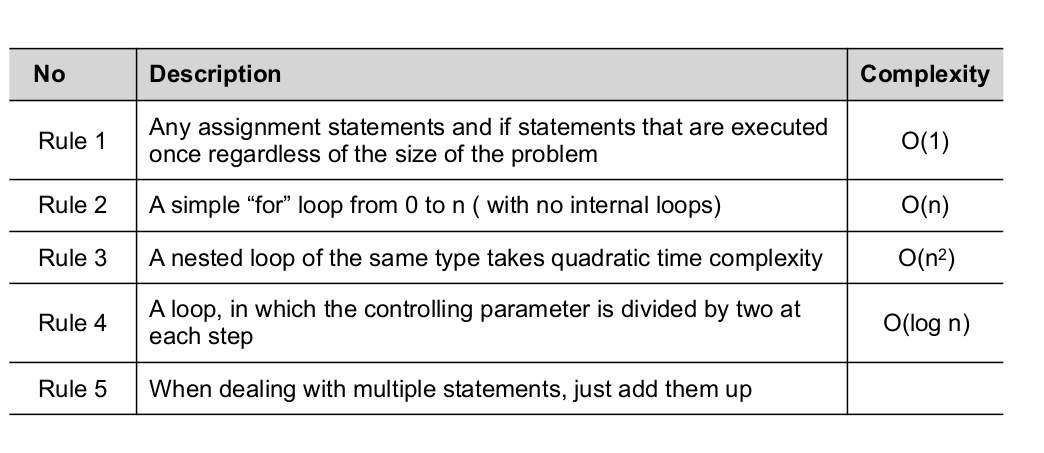 No Description Complexity
Rule 1 Any assignment statements and if statements that are executed
once regardless of the size of the problem O(1)
Rule 2 A simple “for” loop from 0 to n ( with no internal loops) O(n)
Rule 3 A nested loop of the same type takes quadratic time complexity O(n²)
Rule 4 A loop, in which the controlling parameter is divided by two at
each step O(log n)
Rule 5 When dealing with multiple statements, just add them up